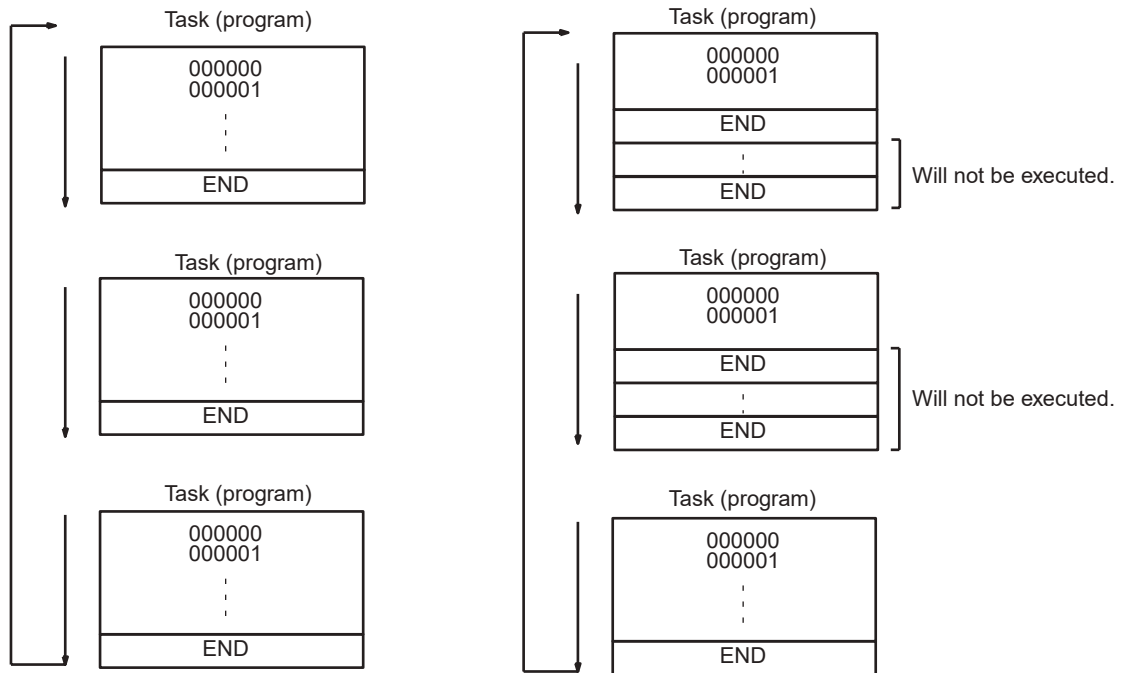 Task (program)
000000
000001
END
Task (program)
000000
000001
END
Task (program)
000000
000001
END
Task (program)
000000
000001
END
END
Will not be executed.
Task (program)
000000
000001
END
END
Will not be executed.
Task (program)
000000
000001
END